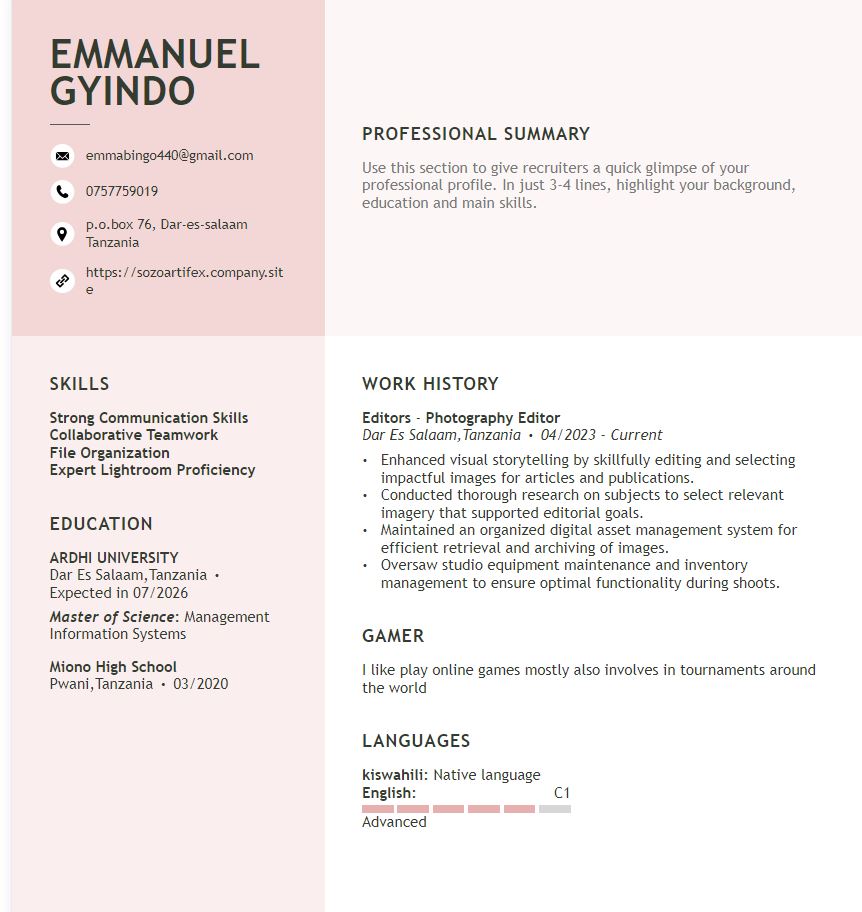 EMMANUEL
GYINDO
emmabingo440@gmail.com
0757759019
p.o.box 76, Dar-es-salaam
Tanzania
https://sozoartifex.company.sit
e
PROFESSIONAL SUMMARY
Use this section to give recruiters a quick glimpse of your
professional profile. In just 3-4 lines, highlight your background,
education and main skills.
SKILLS
Strong Communication Skills
Collaborative Teamwork
File Organization
Expert Lightroom Proficiency
EDUCATION
ARDHI UNIVERSITY
Dar Es Salaam,Tanzania •
Expected in 07/2026
Master of Science: Management
Information Systems
Miono High School
Pwani,Tanzania • 03/2020
WORK HISTORY
Editors - Photography Editor
Dar Es Salaam,Tanzania • 04/2023 - Current
• Enhanced visual storytelling by skillfully editing and selecting
impactful images for articles and publications.
• Conducted thorough research on subjects to select relevant
imagery that supported editorial goals.
• Maintained an organized digital asset management system for
efficient retrieval and archiving of images.
• Oversaw studio equipment maintenance and inventory
management to ensure optimal functionality during shoots.
GAMER
I like play online games mostly also involves in tournaments around
the world
LANGUAGES
kiswahili: Native language
English: C1
Advanced